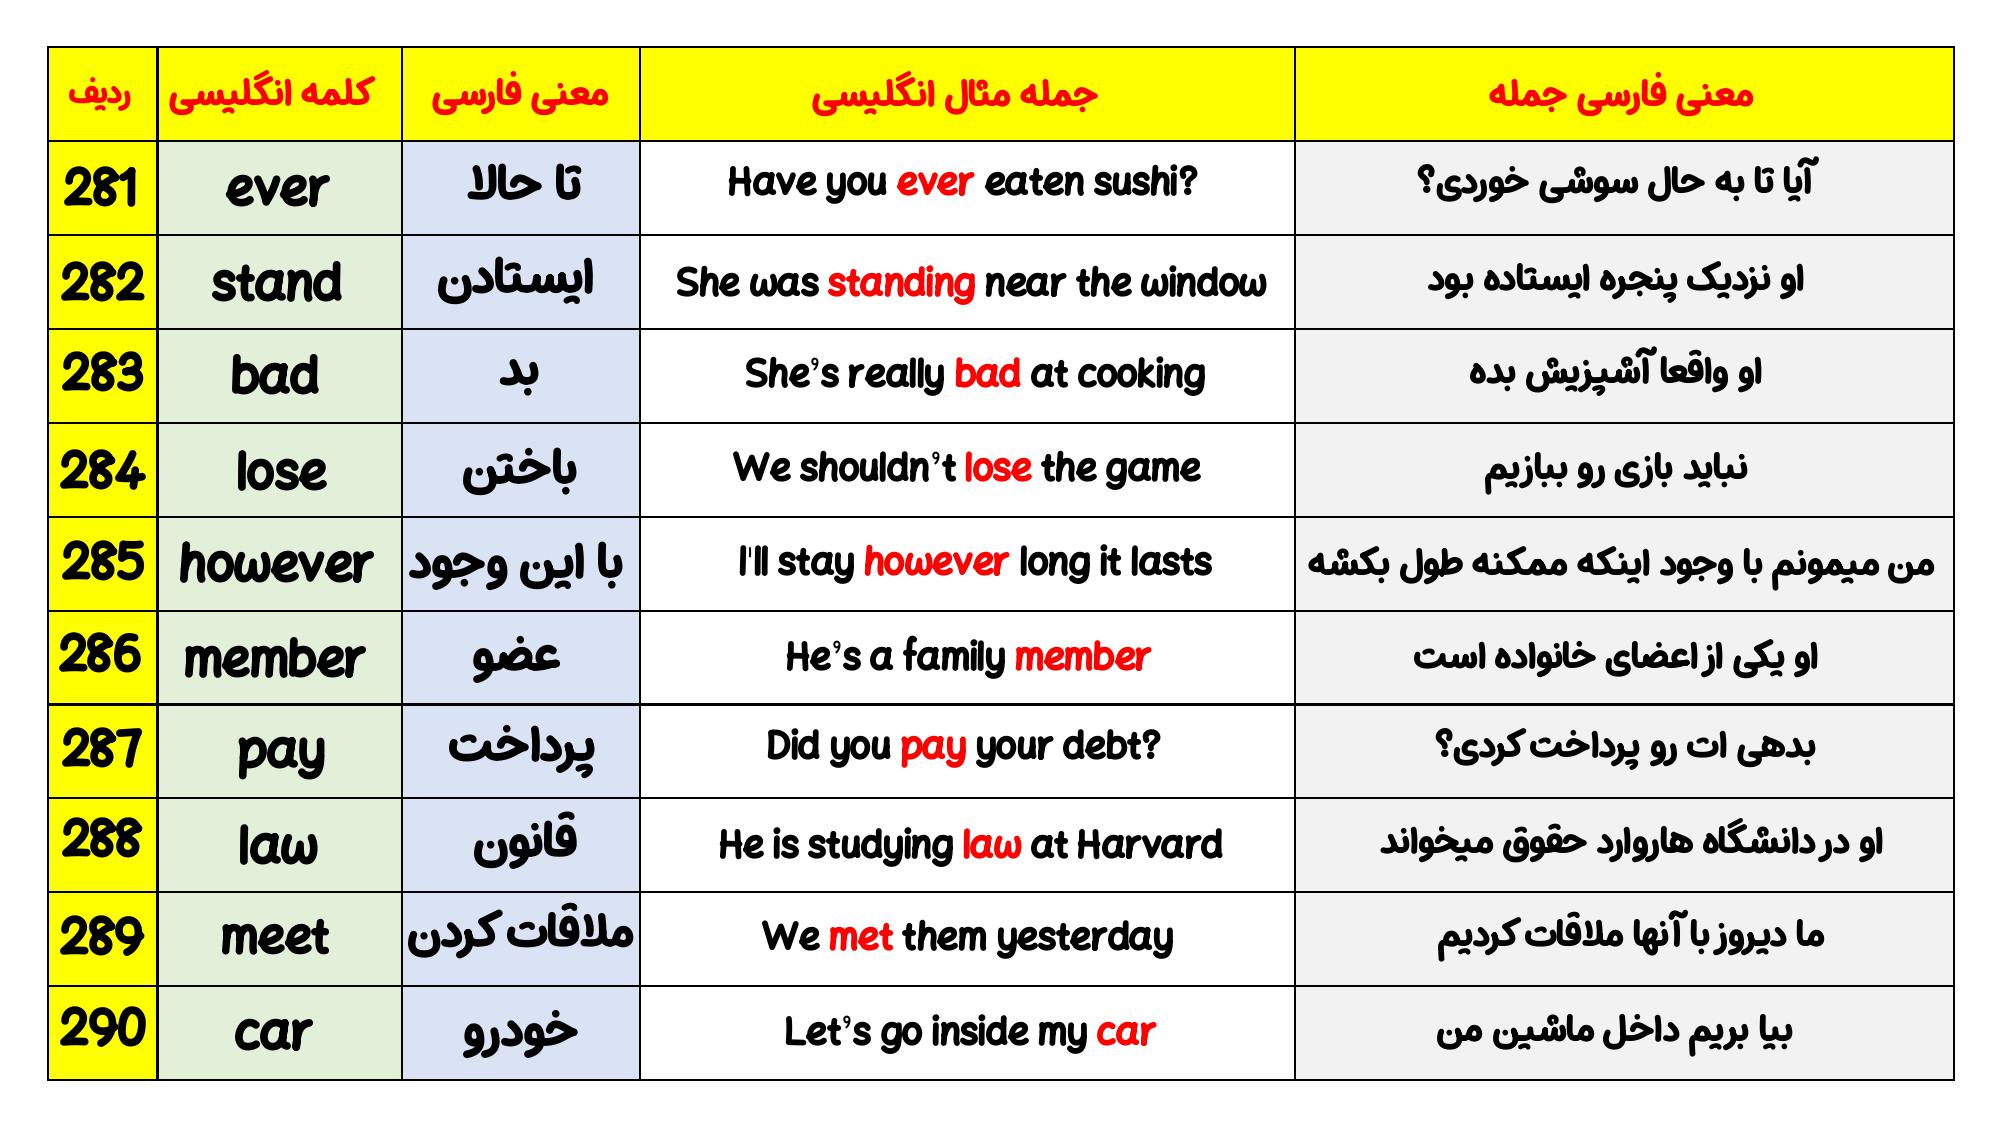 ردیف کلمه انگلیسی معنی فارسی جمله مثال انگلیسی معنی فارسی جمله
281 ever تا حالا Have you ever eaten sushi? آیا تا به حال سوشی خوردی؟
282 stand ایستادن She was standing near the window او نزدیک پنجره ایستاده بود
283 bad بد She’s really bad at cooking او واقعا آشپزیش بده
284 lose باختن We shouldn’t lose the game نباید بازی رو ببازیم
285 however با این وجود I'll stay however long it lasts من میمونم با وجود اینکه ممکنه طول بکشه
286 member عضو He’s a family member او یکی از اعضای خانواده است
287 pay پرداخت Did you pay your debt? بدهی ات رو پرداخت کردی؟
288 law قانون He is studying law at Harvard او در دانشگاه هاروارد حقوق میخواند
289 meet ملاقات کردن We met them yesterday ما دیروز با آنها ملاقات کردیم
290 car خودرو Let’s go inside my car بیا بریم داخل ماشین من